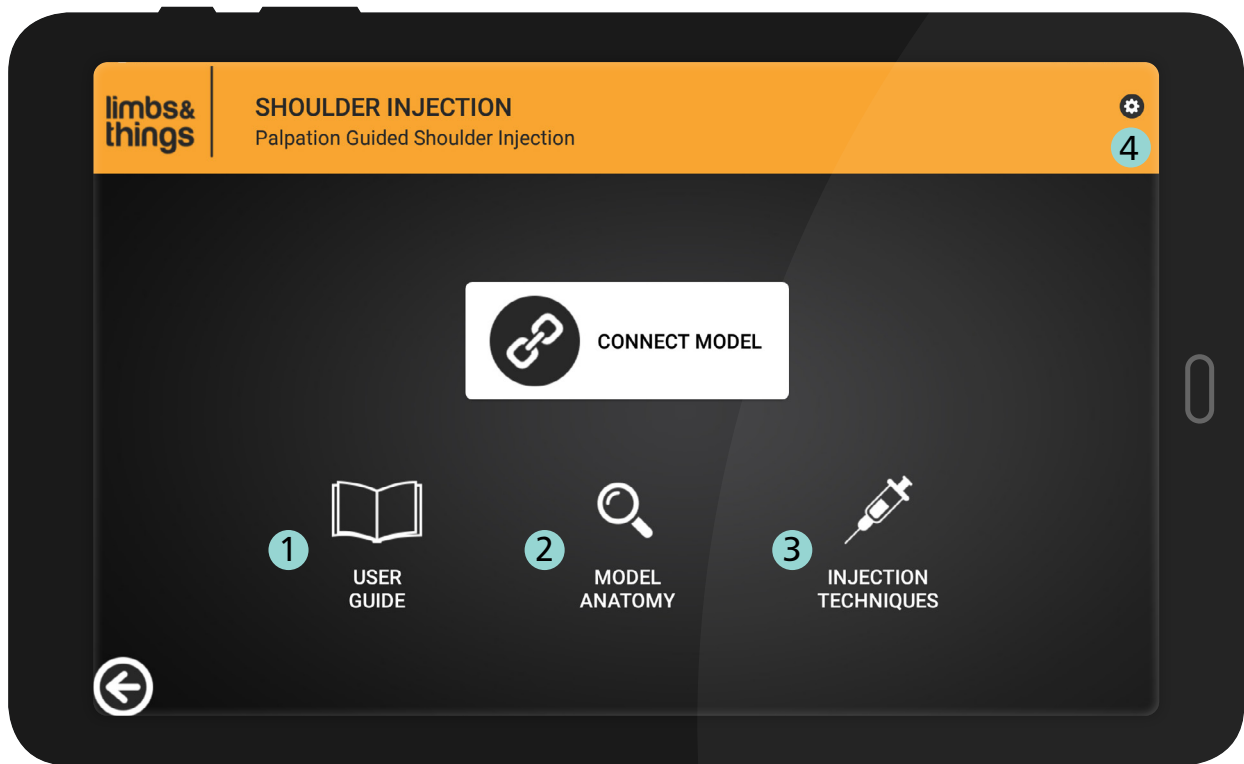 limbs&
things
SHOULDER INJECTION
Palpation Guided Shoulder Injection
4
CONNECT MODEL
1
USER
GUIDE
2
MODEL
ANATOMY
3
INJECTION
TECHNIQUES